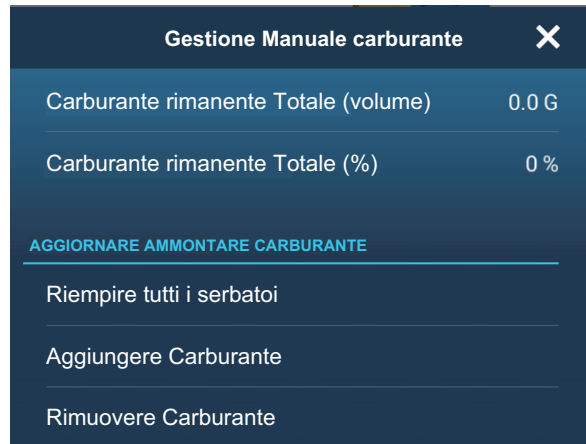 Gestione Manuale carburante
Carburante rimanente Totale (volume) 0.0 G
Carburante rimanente Totale (%) 0 %
AGGIORNARE AMMONTARE CARBURANTE
Riempire tutti i serbatoi
Aggiungere Carburante
Rimuovere Carburante